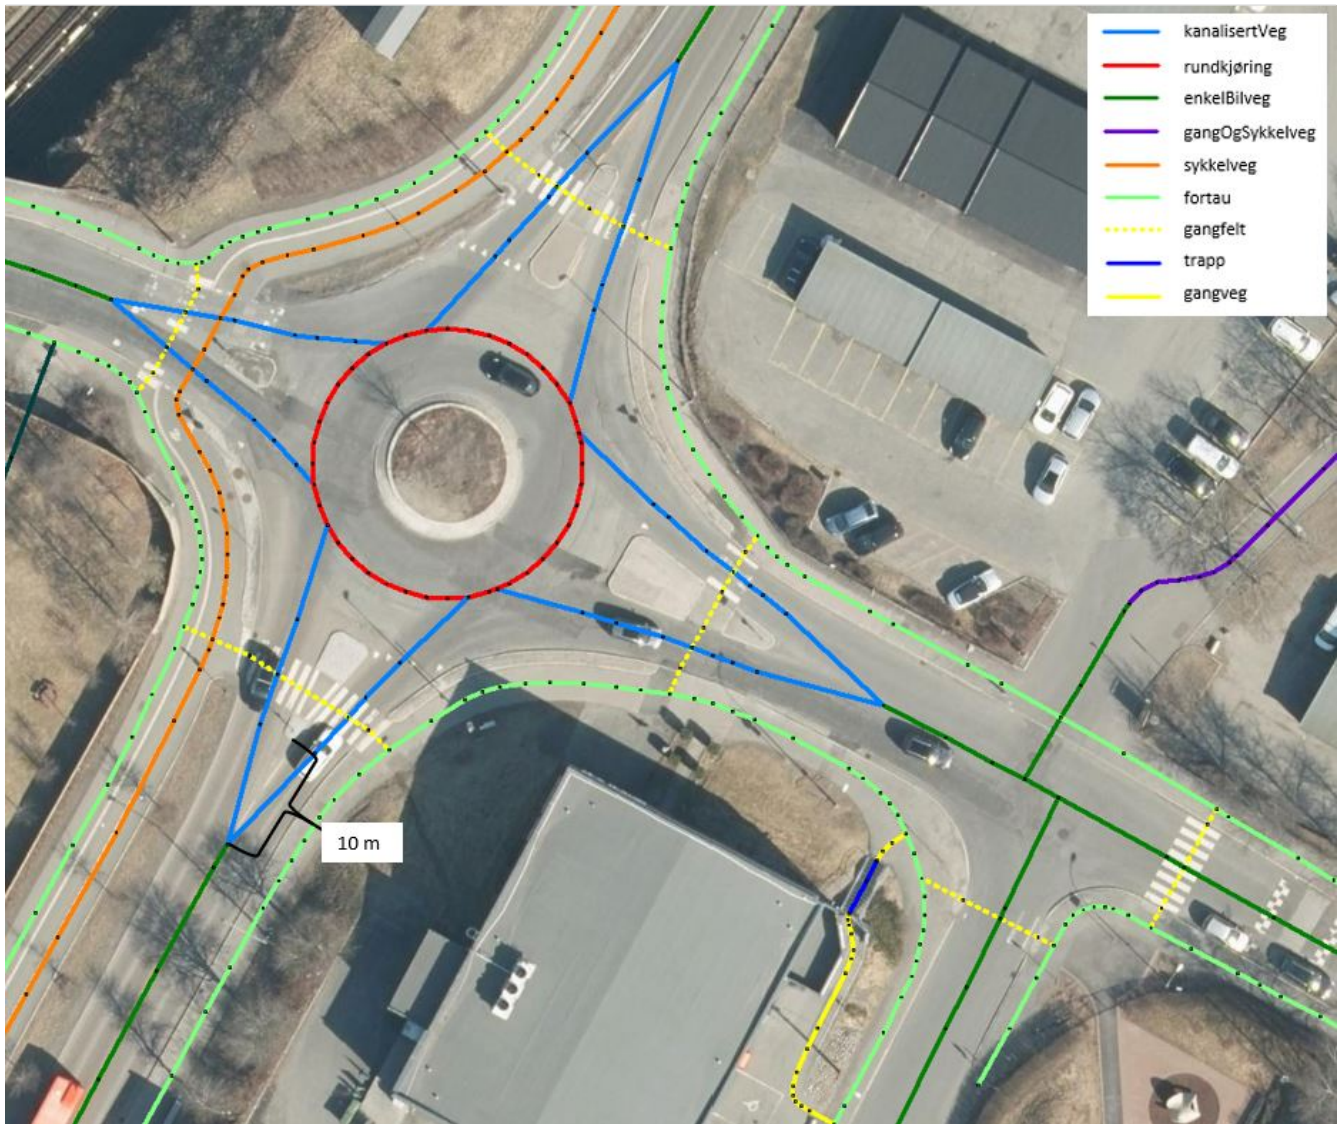 kanalisertVeg
rundkjøring
enkelBilveg
gangOgSykkelveg
sykkelveg
fortau
gangfelt
trapp
gangveg
10 m